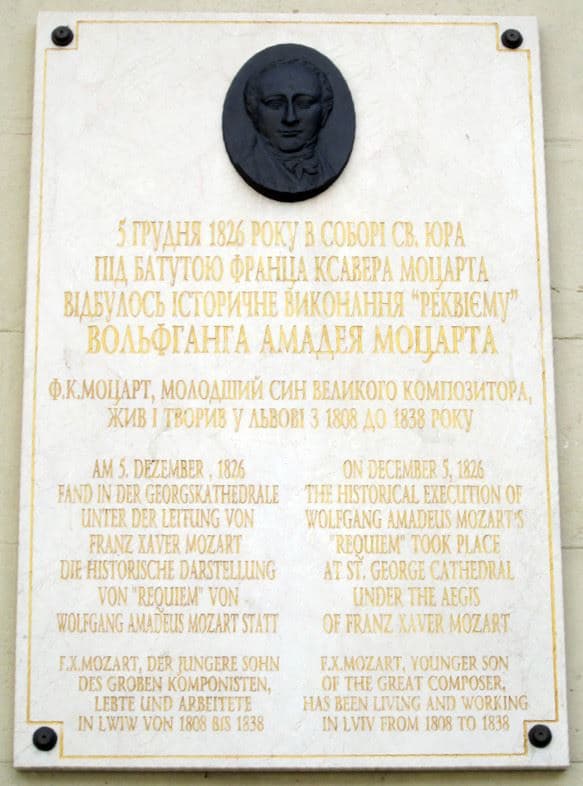 5 ГРУДНЯ 1826 РОКУ В СОБОРІ СВ. ЮРА
ПІД БАТУТОЮ ФРАНЦА КСАВЕРА МОЦАРТА
ВІДБУЛОСЬ ІСТОРИЧНЕ ВИКОНАННЯ “РЕКВІЄМУ”
ВОЛЬФГАНГА АМАДЕЯ МОЦАРТА
Ф.К.МОЦАРТ, МОЛОДШИЙ СИН ВЕЛИКОГО КОМПОЗИТОРА,
ЖИВ І ТВОРИВ У ЛЬВОВІ З 1808 ДО 1838 РОКУ
AM 5. DEZEMBER , 1826
FAND IN DER GEORGSKATHEDRALE
UNTER DER LEITUNG VON
FRANZ XAVER MOZART
DIE HISTORISCHE DARSTELLUNG
VON "REQUIEM" VON
WOLFGANG AMADEUS MOZART STATT
F.X.MOZART, DER JUNGERE SOHN
DES GROBEN KOMPONISTEN,
LEBTE UND ARBEITETE
IN LWIW VON 1808 BIS 1838
ON DECEMBER 5, 1826
THE HISTORICAL EXECUTION OF
WOLFGANG AMADEUS MOZART'S
"REQUIEM" TOOK PLACE
AT ST. GEORGE CATHEDRAL
UNDER THE AEGIS
OF FRANZ XAVER MOZART
F.X.MOZART, YOUNGER SON
OF THE GREAT COMPOSER,
HAS BEEN LIVING AND WORKING
IN LVIV FROM 1808 TO 1838